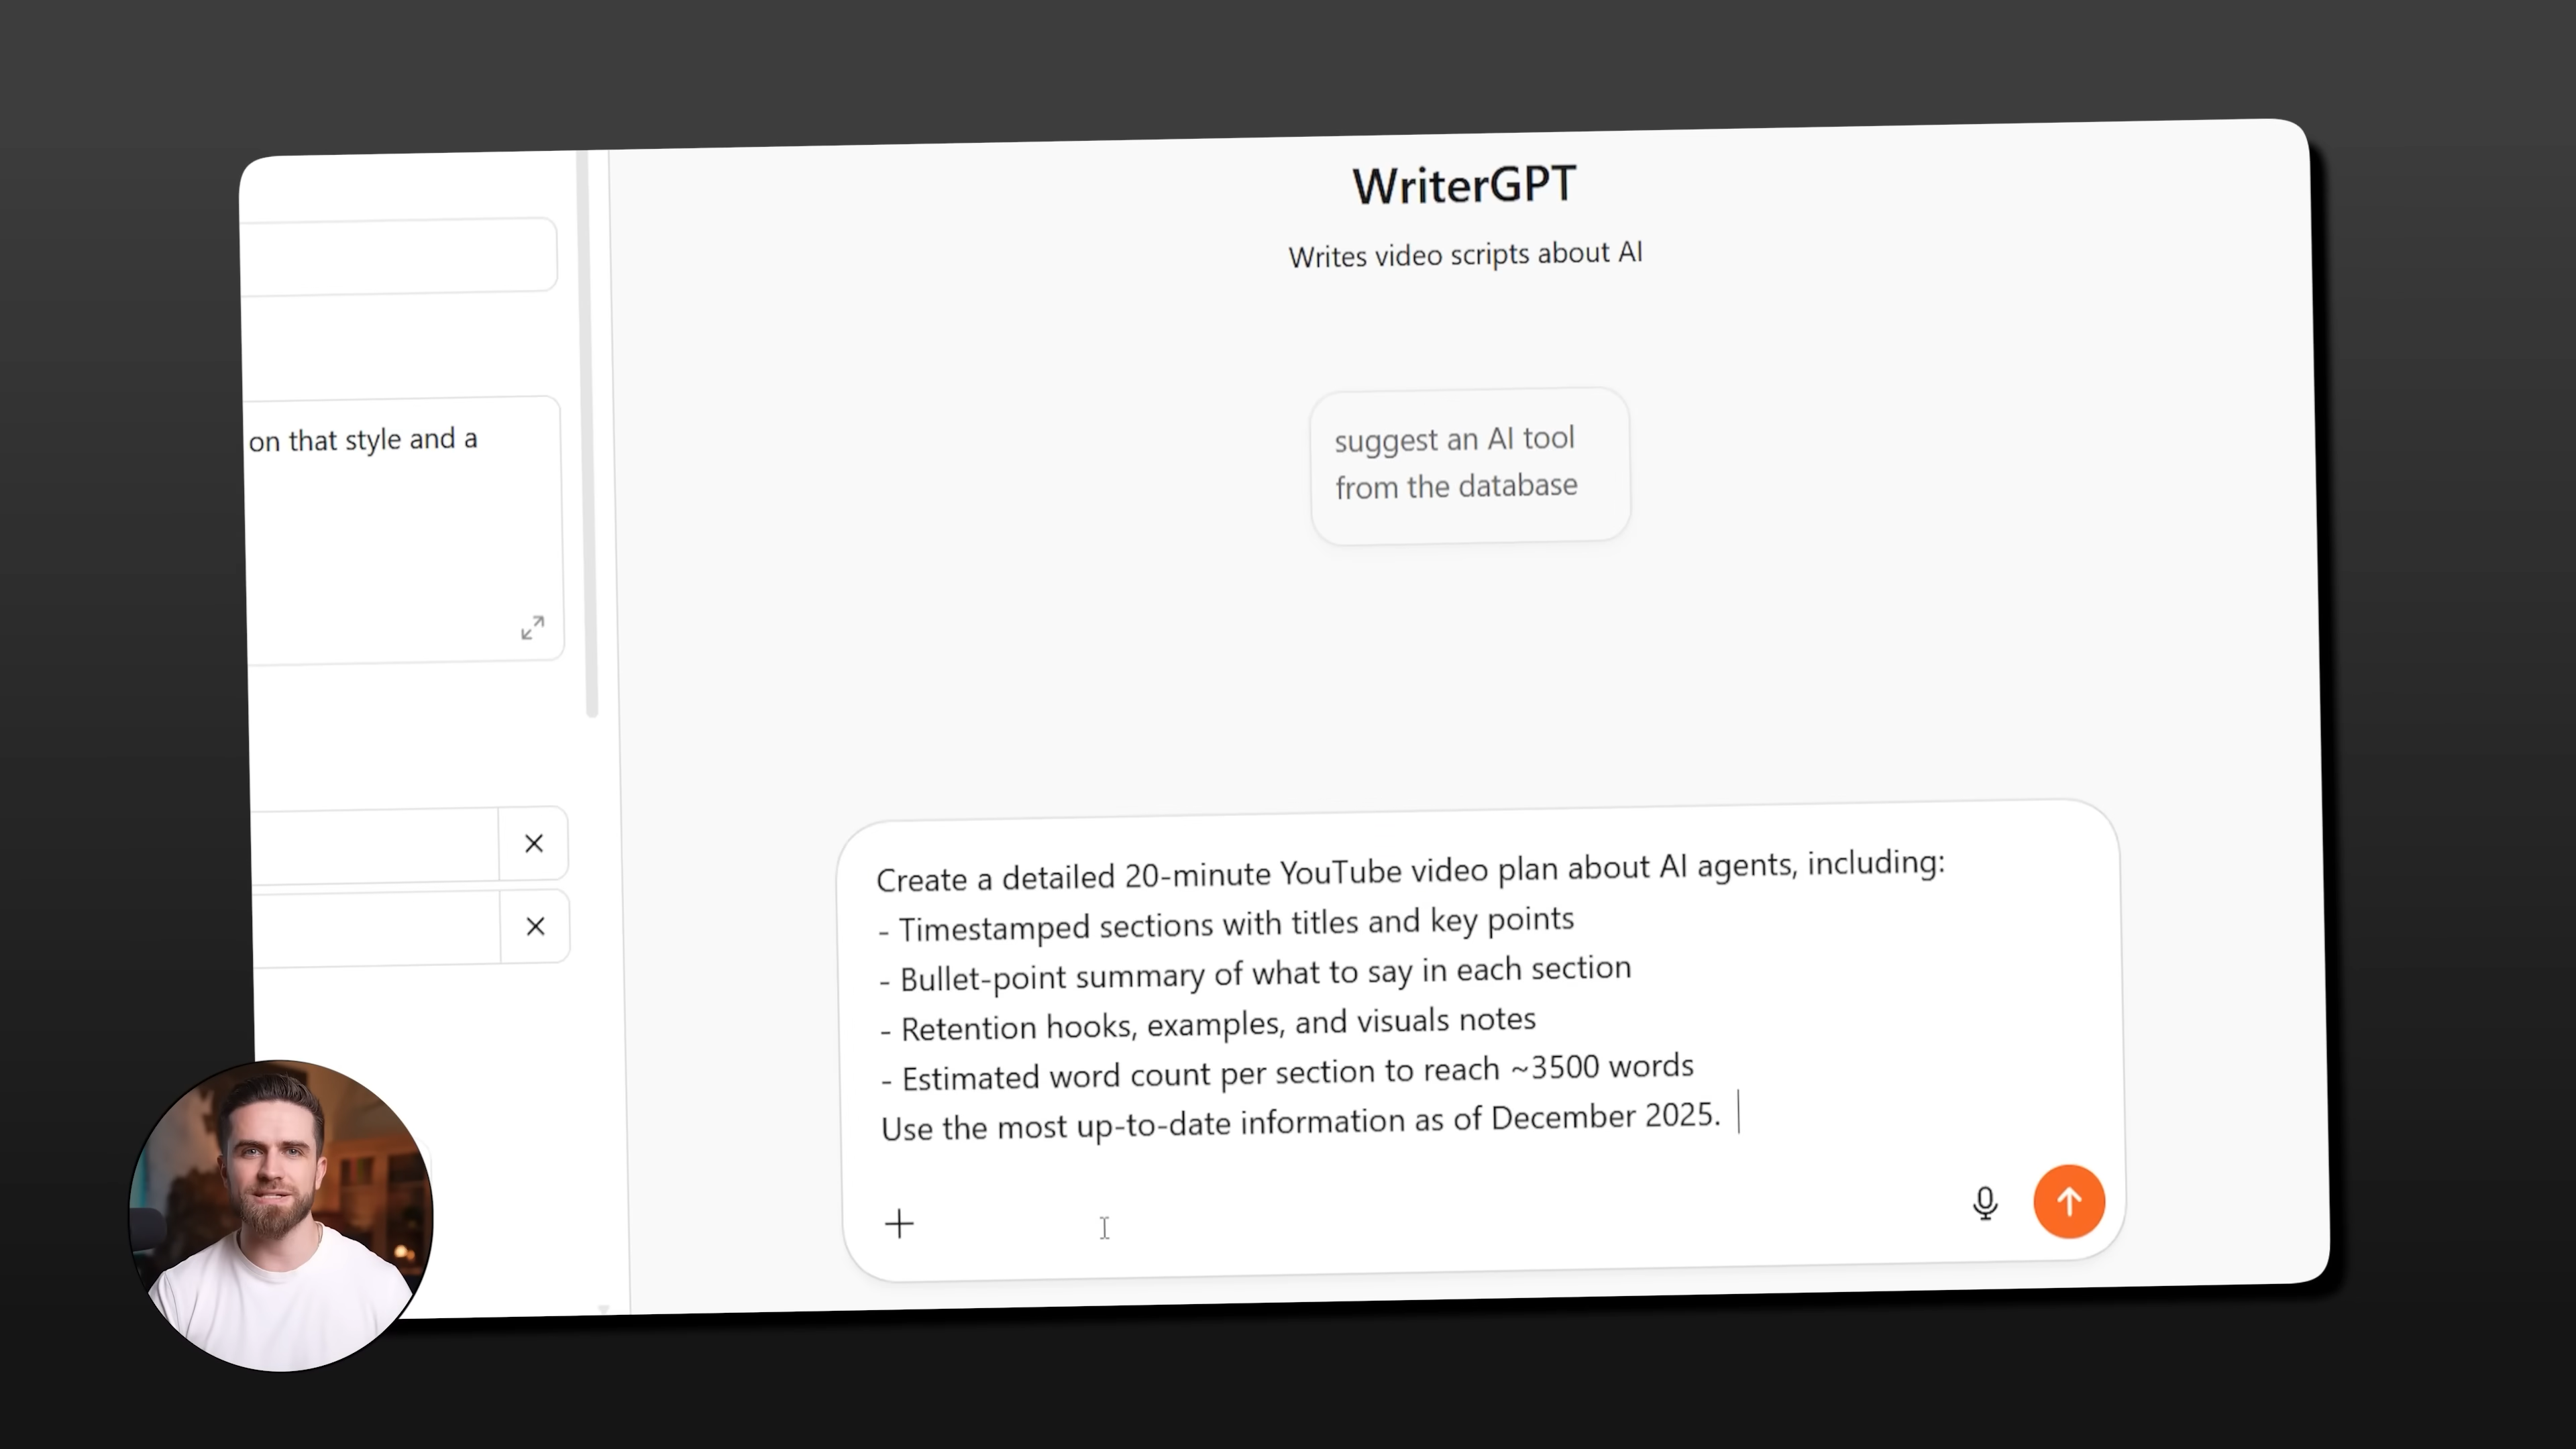 WriterGPT
Writes video scripts about AI
on that style and a
suggest an AI tool
from the database
Create a detailed 20-minute YouTube video plan about AI agents, including:
- Timestamped sections with titles and key points
- Bullet-point summary of what to say in each section
- Retention hooks, examples, and visuals notes
- Estimated word count per section to reach ~3500 words
Use the most up-to-date information as of December 2025.